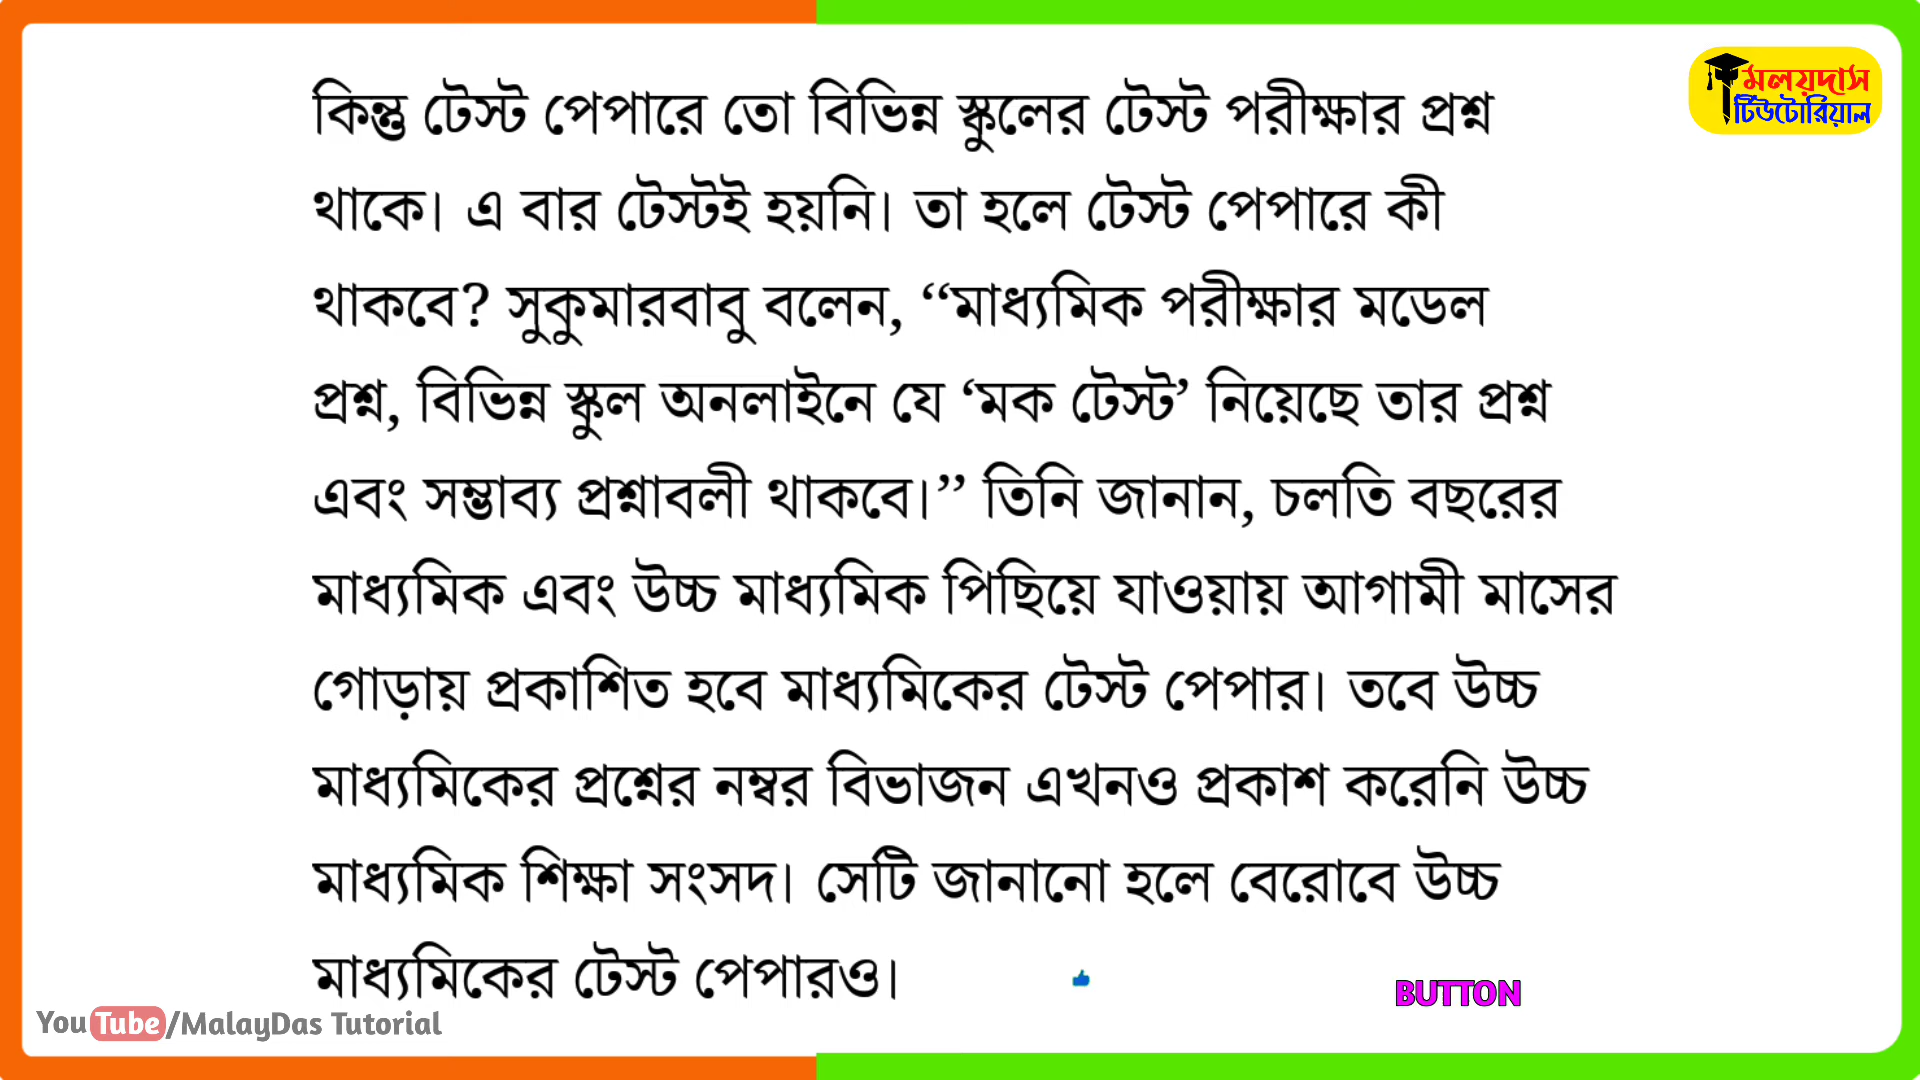 মলয়দাস
টিউটোরিয়াল
কিন্তু টেস্ট পেপারে তো বিভিন্ন স্কুলের টেস্ট পরীক্ষার প্রশ্ন
থাকে। এ বার টেস্টই হয়নি। তা হলে টেস্ট পেপারে কী
থাকবে? সুকুমারবাবু বলেন, ‘‘মাধ্যমিক পরীক্ষার মডেল
প্রশ্ন, বিভিন্ন স্কুল অনলাইনে যে ‘মক টেস্ট’ নিয়েছে তার প্রশ্ন
এবং সম্ভাব্য প্রশ্নাবলী থাকবে।’’ তিনি জানান, চলতি বছরের
মাধ্যমিক এবং উচ্চ মাধ্যমিক পিছিয়ে যাওয়ায় আগামী মাসের
গোড়ায় প্রকাশিত হবে মাধ্যমিকের টেস্ট পেপার। তবে উচ্চ
মাধ্যমিকের প্রশ্নের নম্বর বিভাজন এখনও প্রকাশ করেনি উচ্চ
মাধ্যমিক শিক্ষা সংসদ। সেটি জানানো হলে বেরোবে উচ্চ
মাধ্যমিকের টেস্ট পেপারও।
BUTTON
YouTube/MalayDas Tutorial